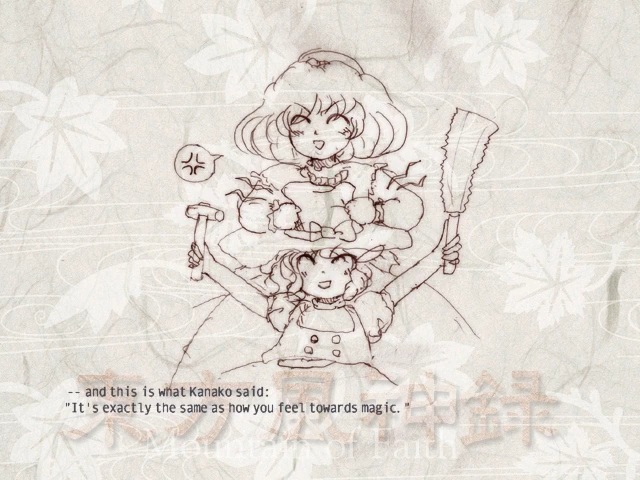 -- and this is what Kanako said:
"It's exactly the same as how you feel towards magic. "
東方風神録
Mountain of Faith